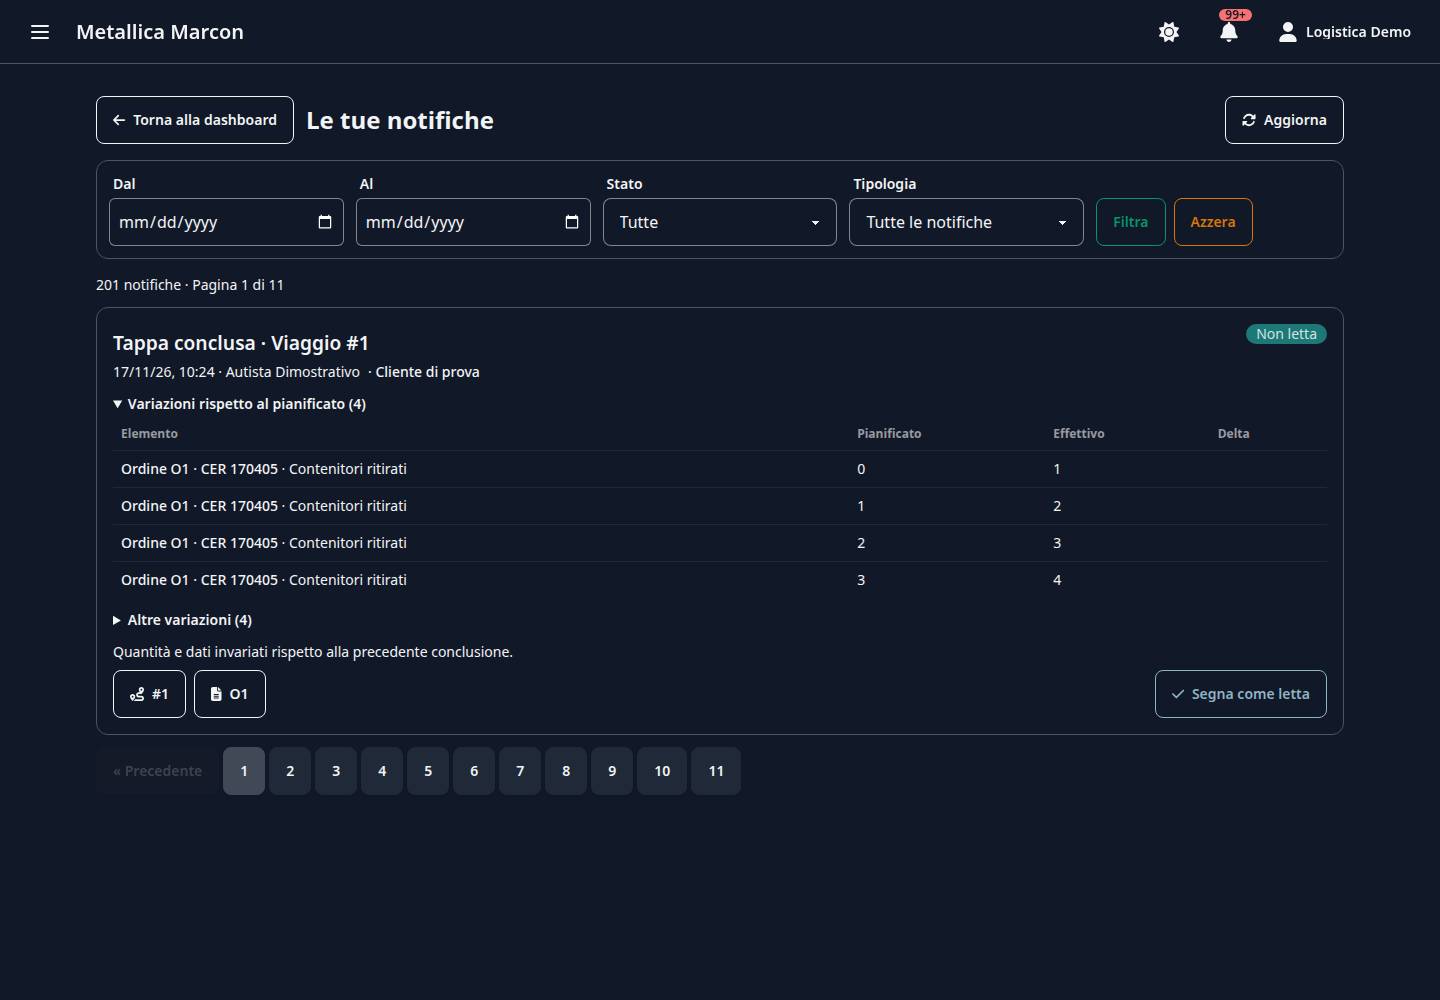 Metallica Marcon
99+
Logistica Demo
← Torna alla dashboard
Le tue notifiche
Aggiorna
Dal
Al
Stato
Tipologia
mm/dd/yyyy
mm/dd/yyyy
Tutte
Tutte le notifiche
Filtra
Azzera
201 notifiche · Pagina 1 di 11
Tappa conclusa · Viaggio #1
Non letta
17/11/26, 10:24 · Autista Dimostrativo · Cliente di prova
▼ Variazioni rispetto al pianificato (4)
Elemento Pianificato Effettivo Delta
Ordine O1 · CER 170405 · Contenitori ritirati 0 1
Ordine O1 · CER 170405 · Contenitori ritirati 1 2
Ordine O1 · CER 170405 · Contenitori ritirati 2 3
Ordine O1 · CER 170405 · Contenitori ritirati 3 4
▶ Altre variazioni (4)
Quantità e dati invariati rispetto alla precedente conclusione.
#1
O1
Segna come letta
« Precedente 1 2 3 4 5 6 7 8 9 10 11